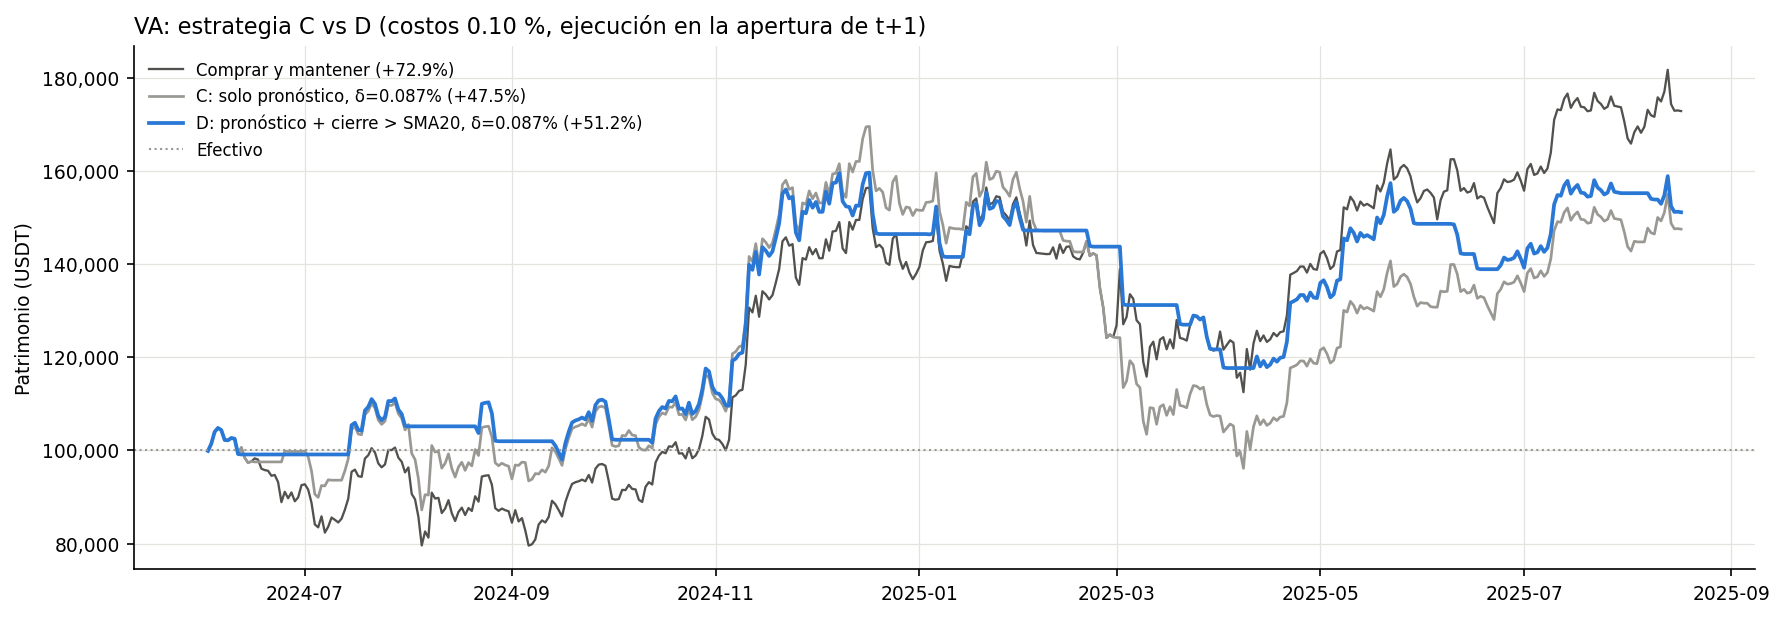 VA: estrategia C vs D (costos 0.10 %, ejecución en la apertura de t+1)
Comprar y mantener (+72.9%)
C: solo pronóstico, δ=0.087% (+47.5%)
D: pronóstico + cierre > SMA20, δ=0.087% (+51.2%)
Efectivo
Patrimonio (USDT)
180,000
160,000
140,000
120,000
100,000
80,000
2024-07
2024-09
2024-11
2025-01
2025-03
2025-05
2025-07
2025-09